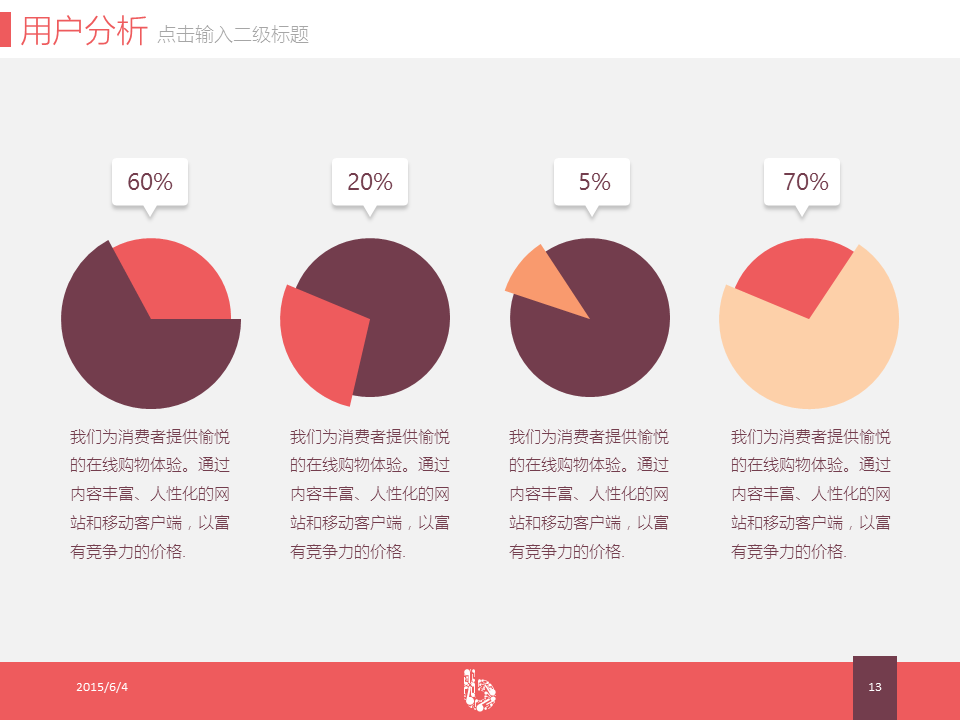 用户分析 点击输入二级标题
60%
20%
5%
70%
我们为消费者提供愉悦
的在线购物体验。通过
内容丰富、人性化的网
站和移动客户端，以富
有竞争力的价格.
我们为消费者提供愉悦
的在线购物体验。通过
内容丰富、人性化的网
站和移动客户端，以富
有竞争力的价格.
我们为消费者提供愉悦
的在线购物体验。通过
内容丰富、人性化的网
站和移动客户端，以富
有竞争力的价格.
我们为消费者提供愉悦
的在线购物体验。通过
内容丰富、人性化的网
站和移动客户端，以富
有竞争力的价格.
2015/6/4
b
13